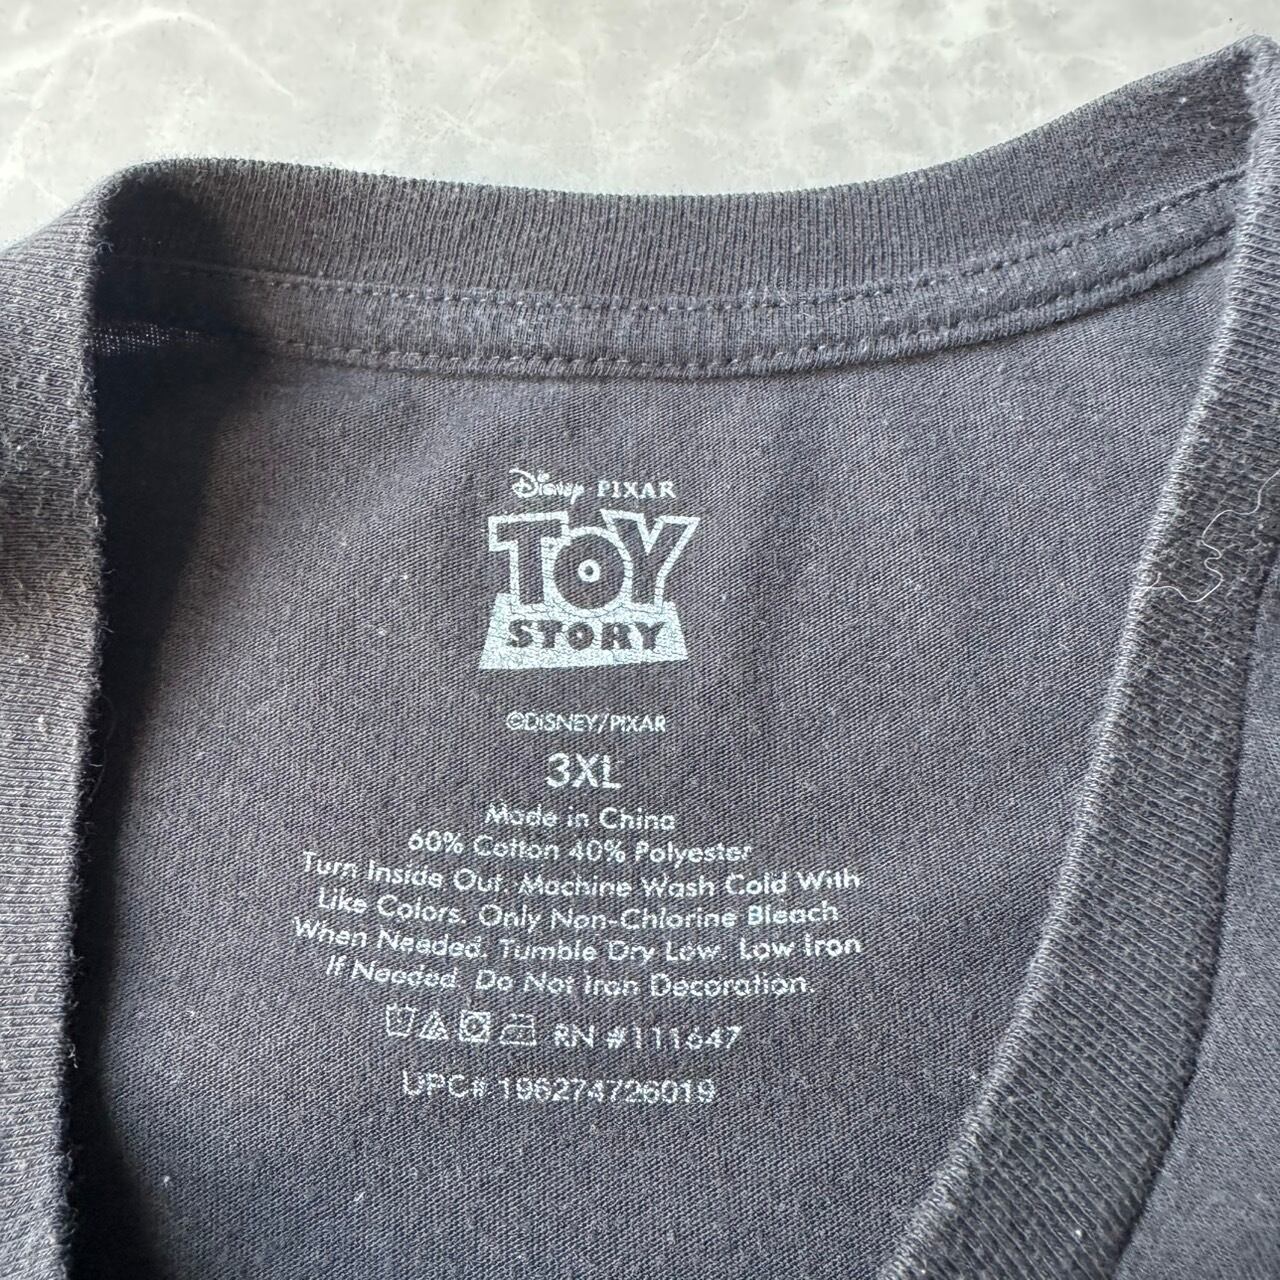 Disney PIXAR
TOY
STORY
©DISNEY/PIXAR
3XL
Made in China
60% Cotton 40% Polyester
Turn Inside Out. Machine Wash Cold With
Like Colors. Only Non-Chlorine Bleach
When Needed. Tumble Dry Low. Low Iron
If Needed. Do Not Iron Decoration.
RN #111647
UPC# 196274726019